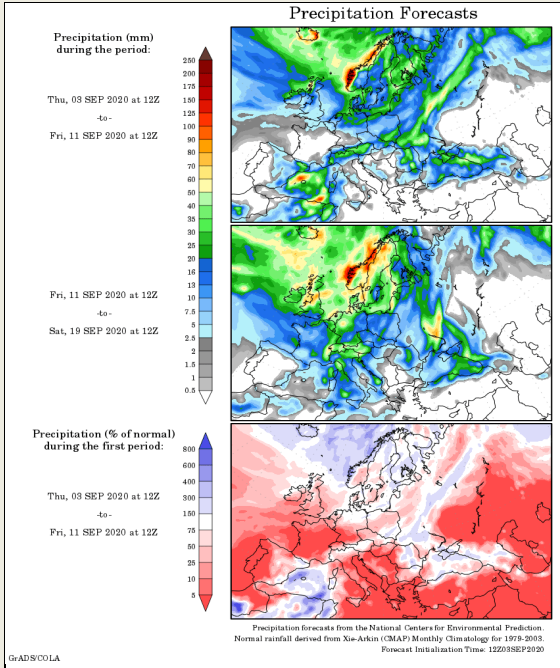 Precipitation Forecasts
Precipitation (mm)
during the period:
Thu, 03 SEP 2020 at 12Z
-to-
Fri, 11 SEP 2020 at 12Z
250
200
175
150
125
100
90
80
70
60
50
40
35
30
25
20
16
13
10
7.5
5
2.5
2
1.5
1
0.5
Fri, 11 SEP 2020 at 12Z
-to-
Sat, 19 SEP 2020 at 12Z
Precipitation (% of normal)
during the first period:
Thu, 03 SEP 2020 at 12Z
-to-
Fri, 11 SEP 2020 at 12Z
800
600
400
300
150
75
50
25
10
5
Precipitation forecasts from the National Centers for Environmental Prediction.
Normal rainfall derived from Xie-Arkin (CMAP) Monthly Climatology for 1979-2003.
Forecast Initialization Time: 12Z03SEP2020
GrADS/COLA